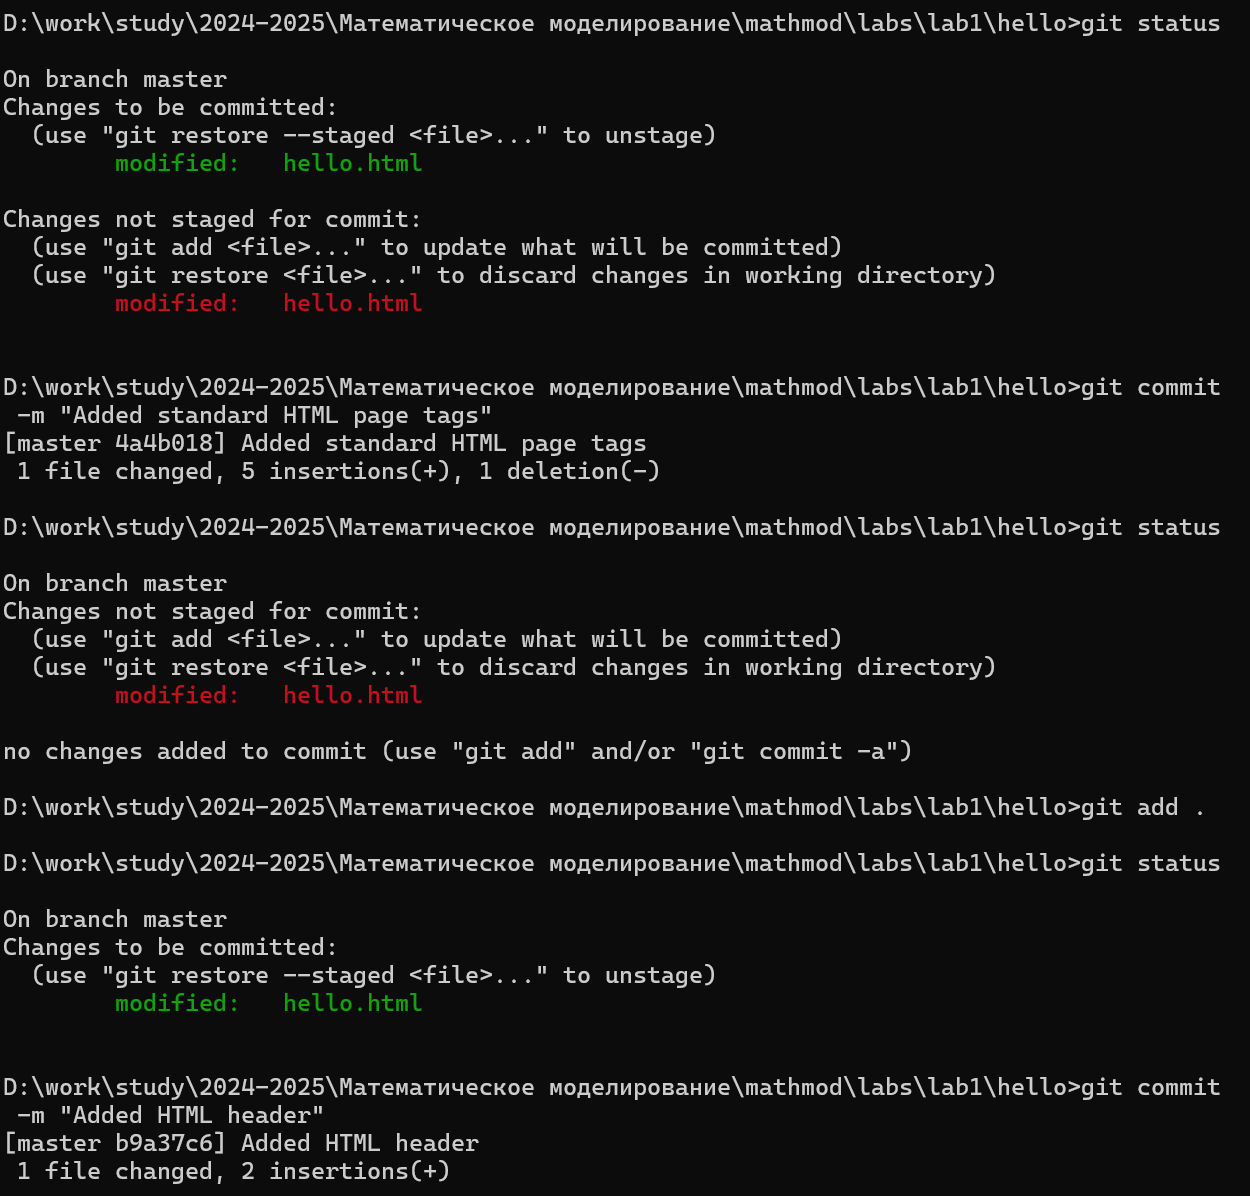 D:\work\study\2024-2025\Математическое моделирование\mathmod\labs\lab1\hello>git status
On branch master
Changes to be committed:
  (use "git restore --staged <file>..." to unstage)
        modified:   hello.html
Changes not staged for commit:
  (use "git add <file>..." to update what will be committed)
  (use "git restore <file>..." to discard changes in working directory)
        modified:   hello.html
D:\work\study\2024-2025\Математическое моделирование\mathmod\labs\lab1\hello>git commit
 -m "Added standard HTML page tags"
[master 4a4b018] Added standard HTML page tags
 1 file changed, 5 insertions(+), 1 deletion(-)
D:\work\study\2024-2025\Математическое моделирование\mathmod\labs\lab1\hello>git status
On branch master
Changes not staged for commit:
  (use "git add <file>..." to update what will be committed)
  (use "git restore <file>..." to discard changes in working directory)
        modified:   hello.html
no changes added to commit (use "git add" and/or "git commit -a")
D:\work\study\2024-2025\Математическое моделирование\mathmod\labs\lab1\hello>git add .
D:\work\study\2024-2025\Математическое моделирование\mathmod\labs\lab1\hello>git status
On branch master
Changes to be committed:
  (use "git restore --staged <file>..." to unstage)
        modified:   hello.html
D:\work\study\2024-2025\Математическое моделирование\mathmod\labs\lab1\hello>git commit
 -m "Added HTML header"
[master b9a37c6] Added HTML header
 1 file changed, 2 insertions(+)